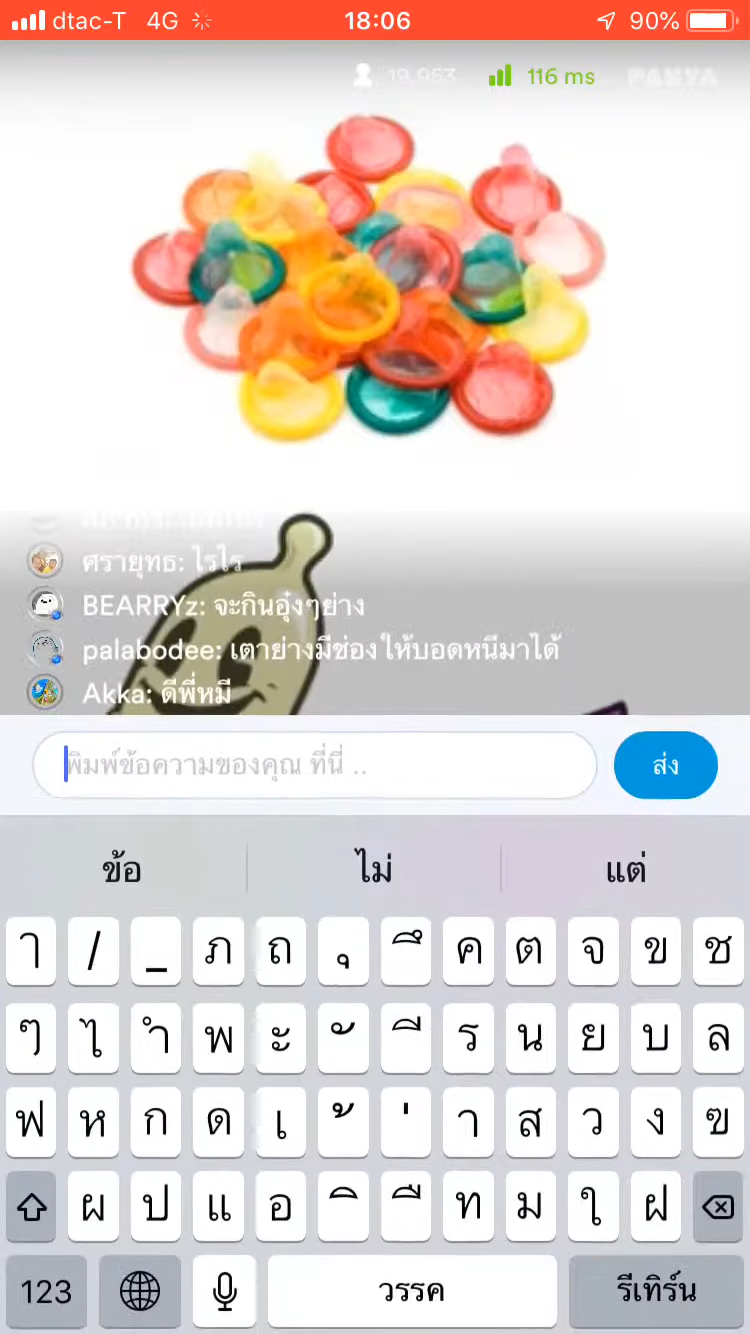 dtac-T 4G 18:06 90%
19,953 116 ms PANYA
ศรายุทธ: ไรไร
BEARRYz: จะกินอุ๋งๆย่าง
palabodee: เตาย่างมีช่องให้บอดหนีมาได้
Akka: ดีพี่หมี
พิมพ์ข้อความของคุณ ที่นี่ ..
ส่ง
ข้อ ไม่ แต่
ๅ / _ ภ ถ ุ ึ ค ต จ ข ช
ๆ ไ ำ พ ะ ั ี ร น ย บ ล
ฟ ห ก ด เ ้ ่ า ส ว ง ฃ
ผ ป แ อ ิ ื ท ม ใ ฝ
123 วรรค รีเทิร์น